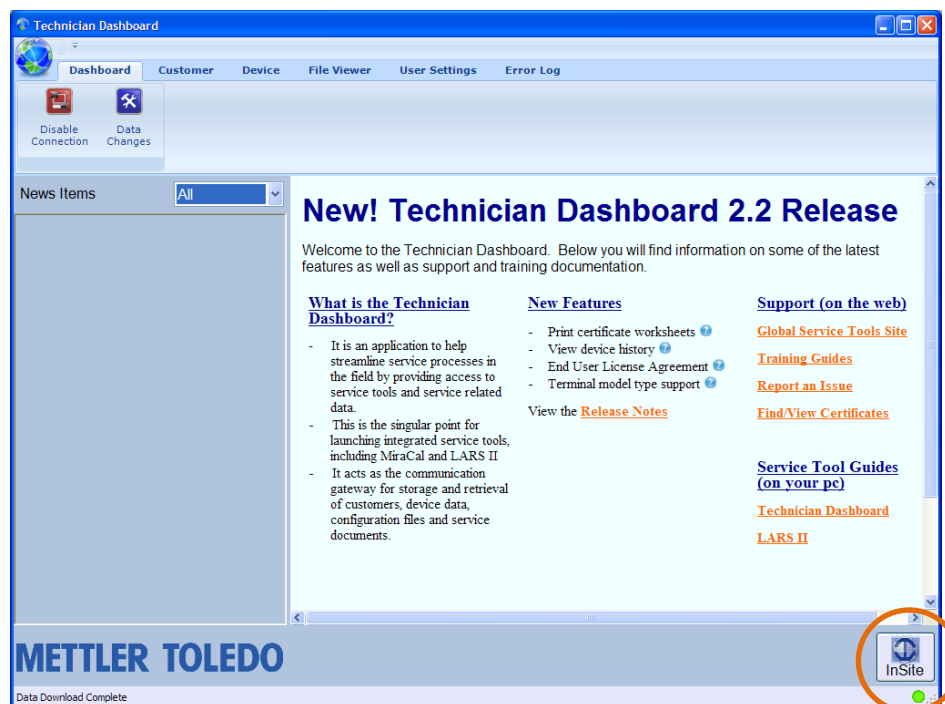 Technician Dashboard
Dashboard Customer Device File Viewer User Settings Error Log
Disable
Connection
Data
Changes
News Items
All
New! Technician Dashboard 2.2 Release
Welcome to the Technician Dashboard. Below you will find information on some of the latest
features as well as support and training documentation.
What is the Technician
Dashboard?
- It is an application to help
streamline service processes in
the field by providing access to
service tools and service related
data.
- This is the singular point for
launching integrated service tools,
including MiraCal and LARS II
- It acts as the communication
gateway for storage and retrieval
of customers, device data,
configuration files and service
documents.
New Features
- Print certificate worksheets ?
- View device history ?
- End User License Agreement ?
- Terminal model type support ?
View the Release Notes
Support (on the web)
Global Service Tools Site
Training Guides
Report an Issue
Find/View Certificates
Service Tool Guides
(on your pc)
Technician Dashboard
LARS II
METTLER TOLEDO
InSite
Data Download Complete